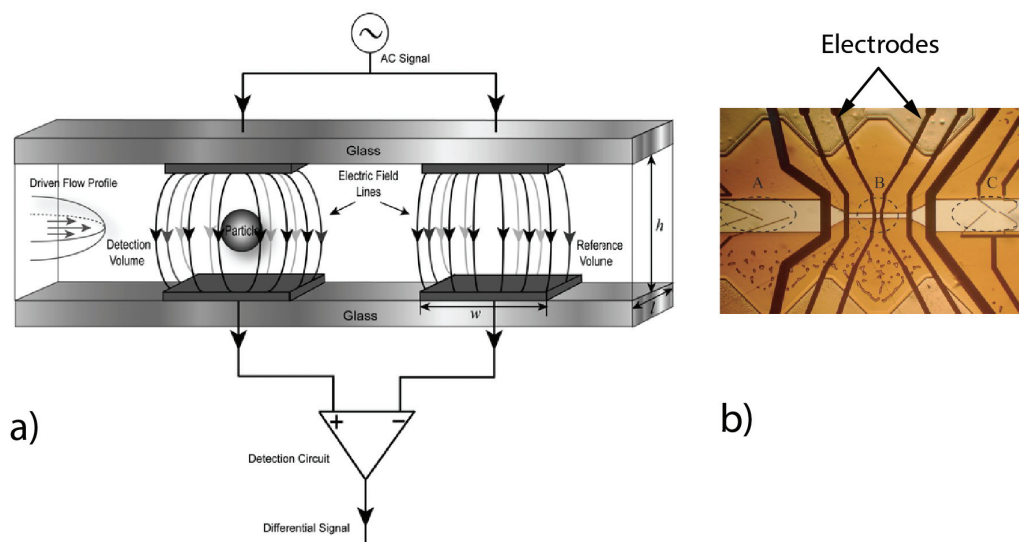 AC Signal
Glass
Driven Flow Profile
Electric Field
Lines
Particle
Detection
Volume
Reference
Volume
h
l
w
Glass
+
−
Detection Circuit
Differential Signal
a)
Electrodes
A
B
C
b)